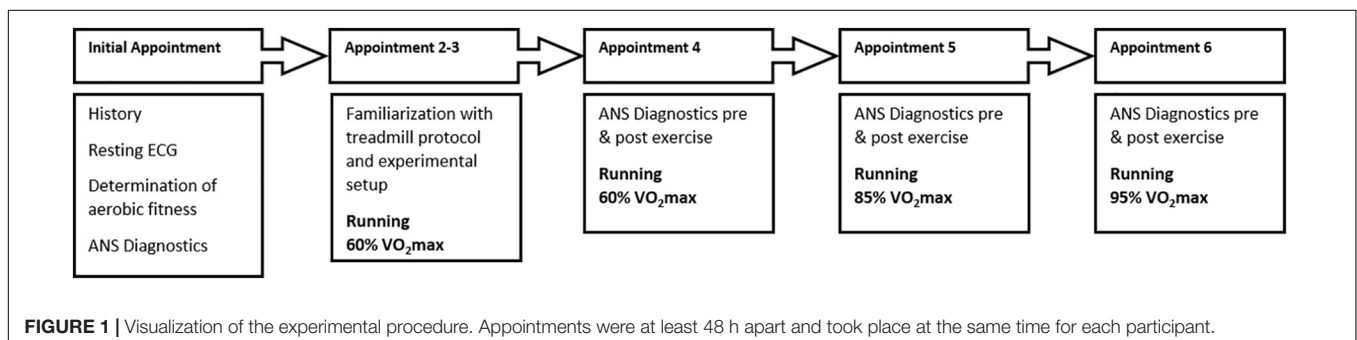 Initial Appointment
History
Resting ECG
Determination of
aerobic fitness
ANS Diagnostics
Appointment 2-3
Familiarization with
treadmill protocol
and experimental
setup
Running
60% VO₂max
Appointment 4
ANS Diagnostics pre
& post exercise
Running
60% VO₂max
Appointment 5
ANS Diagnostics pre
& post exercise
Running
85% VO₂max
Appointment 6
ANS Diagnostics pre
& post exercise
Running
95% VO₂max
FIGURE 1 | Visualization of the experimental procedure. Appointments were at least 48 h apart and took place at the same time for each participant.